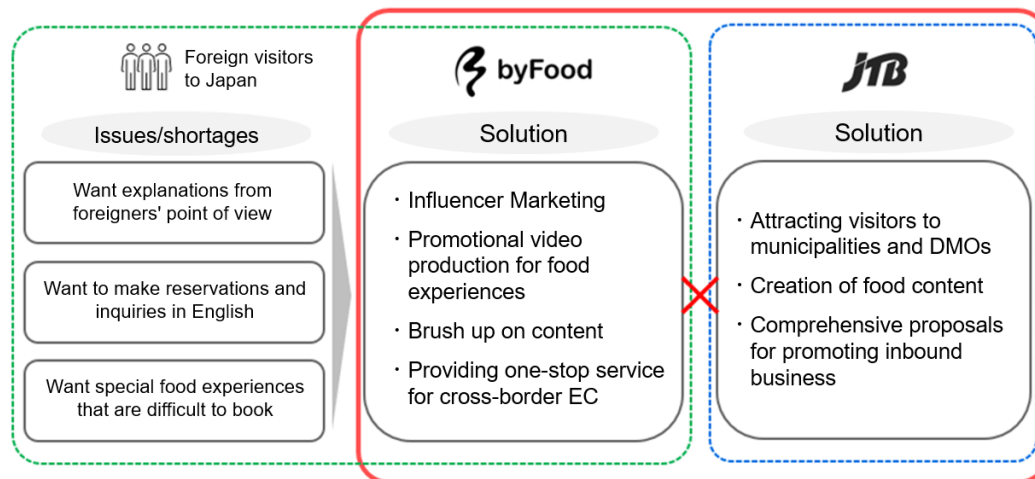 Foreign visitors
to Japan
Issues/shortages
Want explanations from
foreigners' point of view
Want to make reservations and
inquiries in English
Want special food experiences
that are difficult to book
byFood
Solution
・Influencer Marketing
・Promotional video
production for food
experiences
・Brush up on content
・Providing one-stop service
for cross-border EC
JTB
Solution
・Attracting visitors to
municipalities and DMOs
・Creation of food content
・Comprehensive proposals
for promoting inbound
business